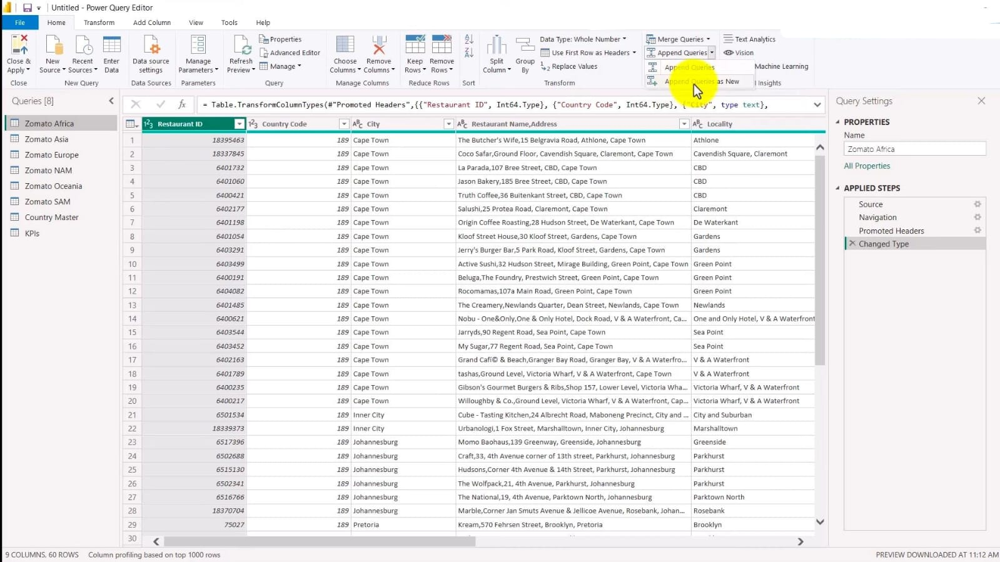 Untitled - Power Query Editor
File Home Transform Add Column View Tools Help
Close & Apply
New Source
Recent Sources
Enter Data
Data source settings
Manage Parameters
Refresh Preview
Properties
Advanced Editor
Manage
Choose Columns
Remove Columns
Keep Rows
Remove Rows
Split Column
Group By
Data Type: Whole Number
Use First Row as Headers
Replace Values
Merge Queries
Append Queries
Append Queries
Append Queries as New
Text Analytics
Vision
Machine Learning
Close New Query Data Sources Parameters Query Manage Columns Reduce Rows Sort Transform Insights
Queries [8]
Zomato Africa
Zomato Asia
Zomato Europe
Zomato NAM
Zomato Oceania
Zomato SAM
Country Master
KPIs
fx = Table.TransformColumnTypes(#"Promoted Headers",{{"Restaurant ID", Int64.Type}, {"Country Code", Int64.Type}, {"City", type text},
Restaurant ID Country Code City Restaurant Name,Address Locality
1 18395463 189 Cape Town The Butcher's Wife,15 Belgravia Road, Athlone, Cape Town Athlone
2 18337845 189 Cape Town Coco Safar,Ground Floor, Cavendish Square, Claremont, Cape Town Cavendish Square, Claremont
3 6401732 189 Cape Town La Parada,107 Bree Street, CBD, Cape Town CBD
4 6401060 189 Cape Town Jason Bakery,185 Bree Street, CBD, Cape Town CBD
5 6400421 189 Cape Town Truth Coffee,36 Buitenkant Street, CBD, Cape Town CBD
6 6402177 189 Cape Town Salushi,25 Protea Road, Claremont, Cape Town Claremont
7 6401198 189 Cape Town Origin Coffee Roasting,28 Hudson Street, De Waterkant, Cape Town De Waterkant
8 6401054 189 Cape Town Kloof Street House,30 Kloof Street, Gardens, Cape Town Gardens
9 6403291 189 Cape Town Jerry's Burger Bar,5 Park Road, Kloof Street, Gardens, Cape Town Gardens
10 6403499 189 Cape Town Active Sushi,32 Hudson Street, Mirage Building, Green Point, Cape Town Green Point
11 6400191 189 Cape Town Beluga,The Foundry, Prestwich Street, Green Point, Cape Town Green Point
12 6404082 189 Cape Town Rocomamas,107a Main Road, Green Point, Cape Town Green Point
13 6401485 189 Cape Town The Creamery,Newlands Quarter, Dean Street, Newlands, Cape Town Newlands
14 6400621 189 Cape Town Nobu - One&Only,One & Only Hotel, Dock Road, V & A Waterfront, Ca... One and Only Hotel, V & A Waterfront
15 6403544 189 Cape Town Jarryds,90 Regent Road, Sea Point, Cape Town Sea Point
16 6403452 189 Cape Town My Sugar,77 Regent Road, Sea Point, Cape Town Sea Point
17 6402163 189 Cape Town Grand Cafí© & Beach,Granger Bay Road, Granger Bay, V & A Waterfro... V & A Waterfront
18 6401789 189 Cape Town tashas,Ground Level, Victoria Wharf, V & A Waterfront, Cape Town V & A Waterfront
19 6400235 189 Cape Town Gibson's Gourmet Burgers & Ribs,Shop 157, Lower Level, Victoria Wha... Victoria Wharf, V & A Waterfront
20 6400217 189 Cape Town Willoughby & Co.,Ground Level, Victoria Wharf, V & A Waterfront, Cap... Victoria Wharf, V & A Waterfront
21 6501534 189 Inner City Cube - Tasting Kitchen,24 Albrecht Road, Maboneng Precinct, City and ... City and Suburban
22 18339373 189 Inner City Urbanologi,1 Fox Street, Marshalltown, Inner City, Johannesburg Marshalltown
23 6517396 189 Johannesburg Momo Baohaus,139 Greenway, Greenside, Johannesburg Greenside
24 6502688 189 Johannesburg Craft,33, 4th Avenue corner of 13th street, Parkhurst, Johannesburg Parkhurst
25 6515130 189 Johannesburg Hudsons,Corner 4th Avenue & 14th Street, Parkhurst, Johannesburg Parkhurst
26 6502341 189 Johannesburg The Wolfpack,21, 4th Avenue, Parkhurst, Johannesburg Parkhurst
27 6516766 189 Johannesburg The National,19, 4th Avenue, Parktown North, Johannesburg Parktown North
28 18370704 189 Johannesburg Marble,Corner Jan Smuts Avenue & Jellicoe Avenue, Rosebank, Johan... Rosebank
29 75027 189 Pretoria Kream,570 Fehrsen Street, Brooklyn, Pretoria Brooklyn
30
Query Settings
PROPERTIES
Name
Zomato Africa
All Properties
APPLIED STEPS
Source
Navigation
Promoted Headers
Changed Type
9 COLUMNS, 60 ROWS Column profiling based on top 1000 rows PREVIEW DOWNLOADED AT 11:12 AM